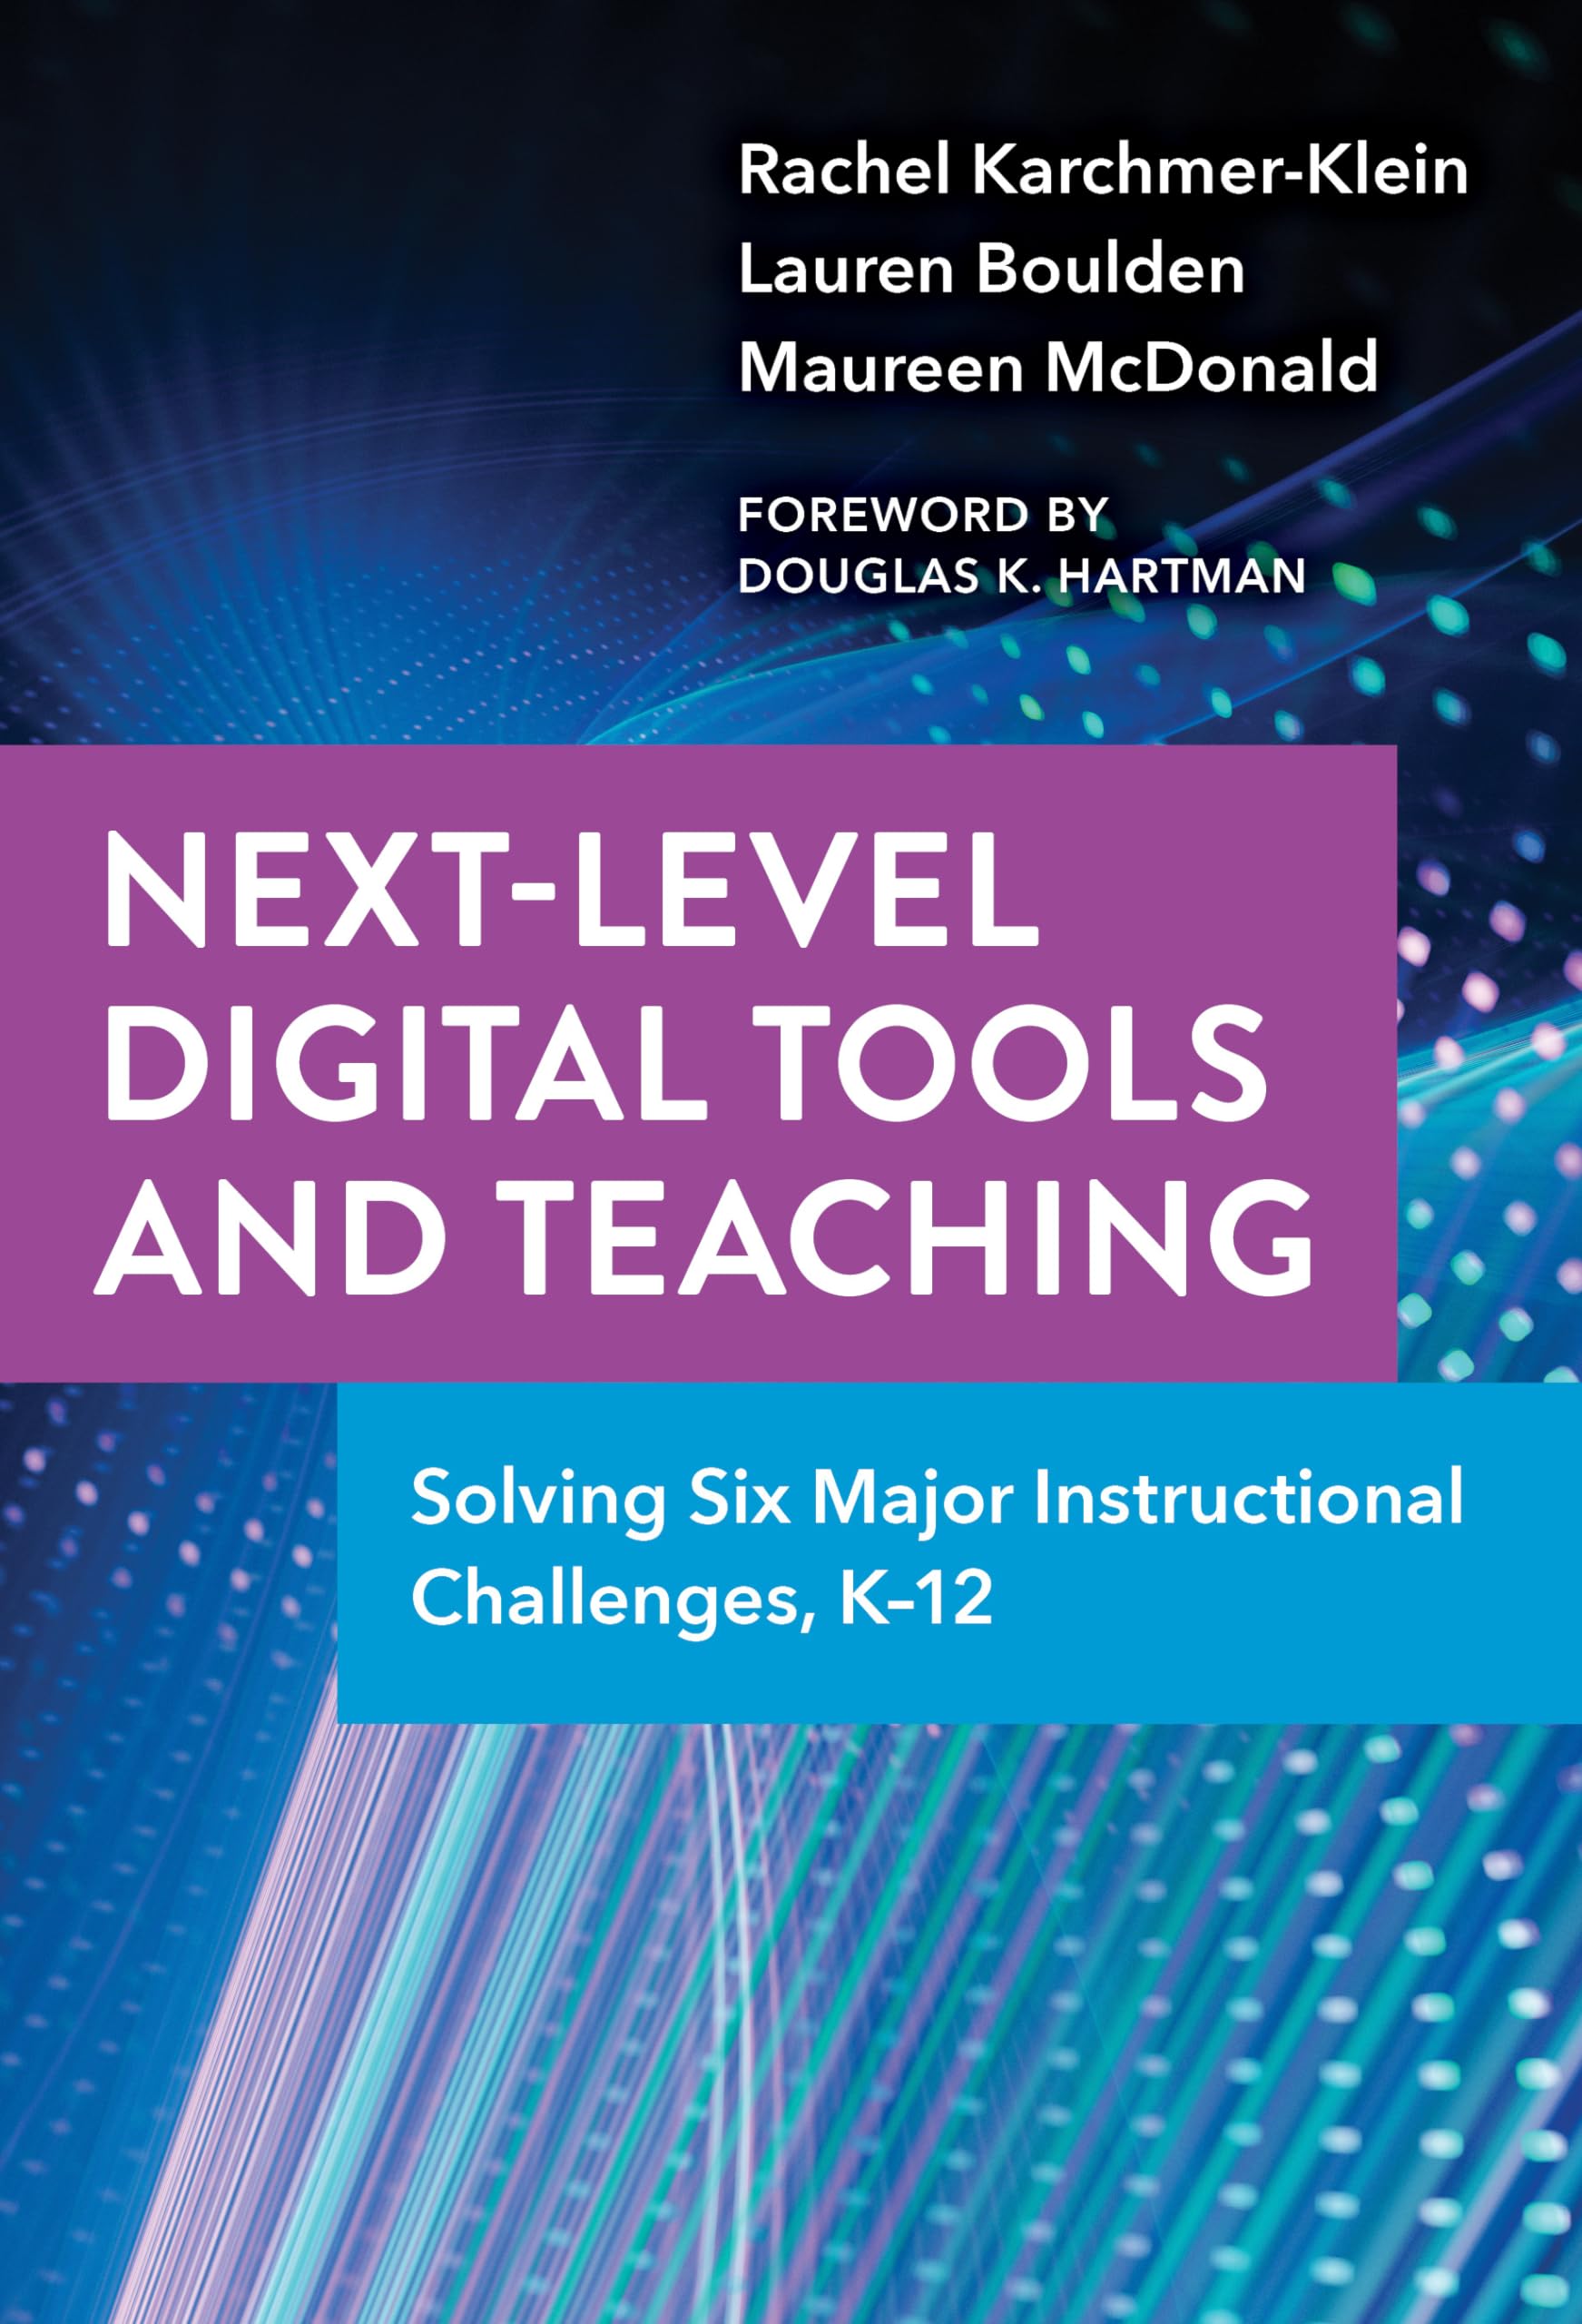 Rachel Karchmer-Klein
Lauren Boulden
Maureen McDonald
FOREWORD BY
DOUGLAS K. HARTMAN
NEXT-LEVEL
DIGITAL TOOLS
AND TEACHING
Solving Six Major Instructional
Challenges, K–12